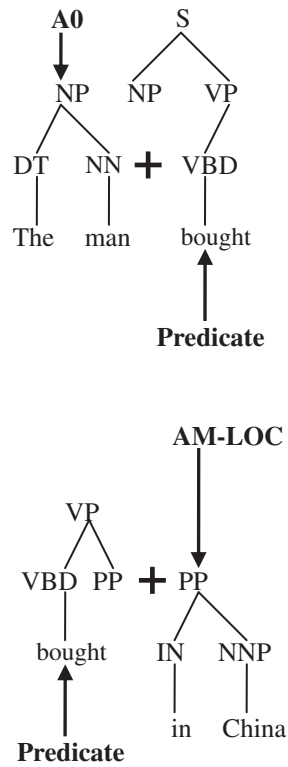 A0 S
NP NP VP
DT NN + VBD
The man bought
Predicate
AM-LOC
VP
VBD PP + PP
bought IN NNP
in China
Predicate